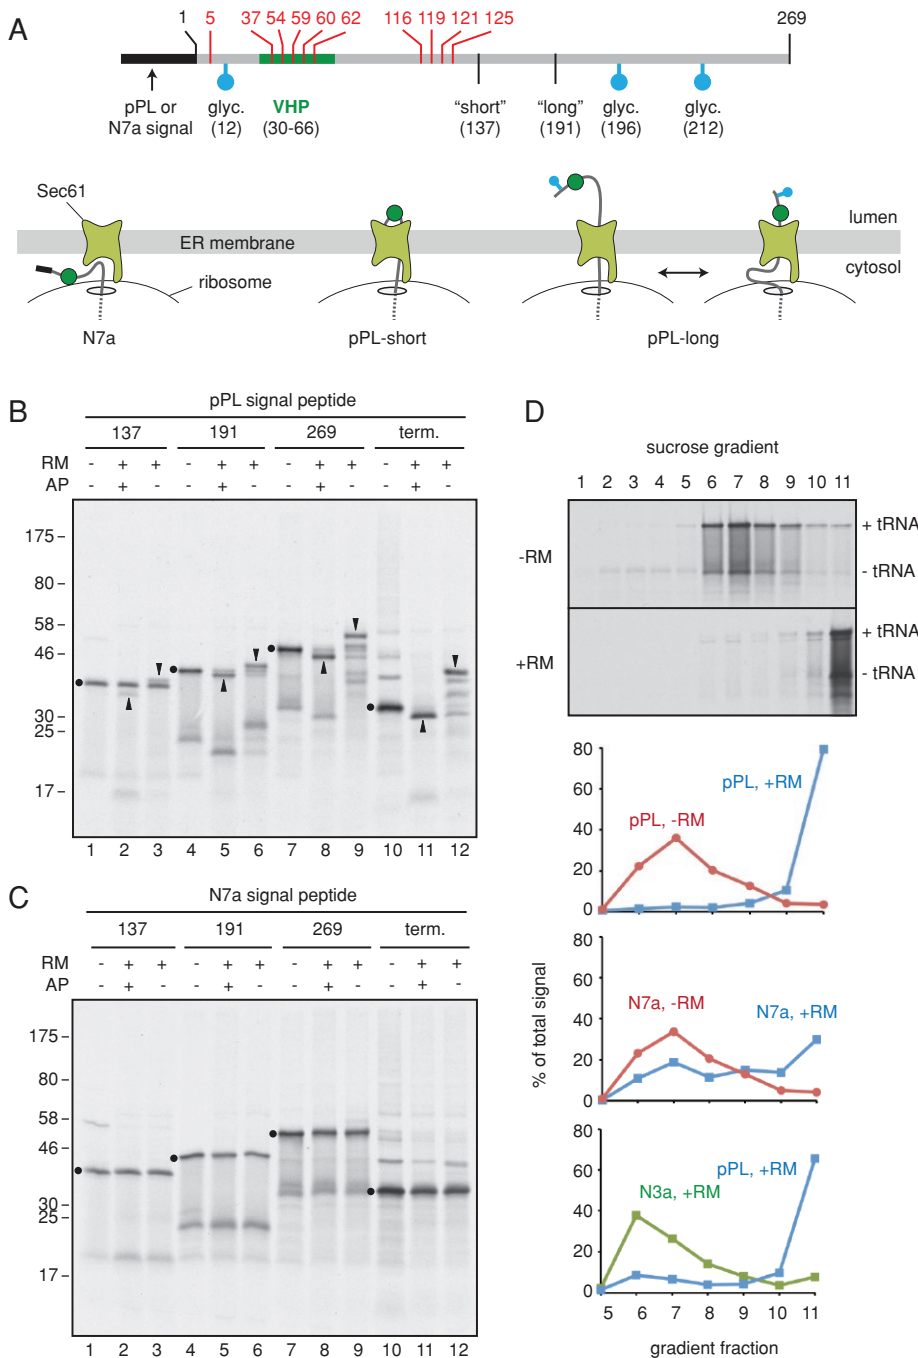 A
1 5 37 54 59 60 62 116 119 121 125 269
pPL or
N7a signal
glyc.
(12)
VHP
(30-66)
“short”
(137)
“long”
(191)
glyc.
(196)
glyc.
(212)
Sec61
ER membrane
lumen
cytosol
ribosome
N7a
pPL-short
pPL-long
B
pPL signal peptide
137 191 269 term.
RM - + + - + + - + + - + +
AP + - + - + - + -
175
80
58
46
30
25
17
1 2 3 4 5 6 7 8 9 10 11 12
C
N7a signal peptide
137 191 269 term.
RM - + + - + + - + + - + +
AP + - + - + - + -
175
80
58
46
30
25
17
1 2 3 4 5 6 7 8 9 10 11 12
D
sucrose gradient
1 2 3 4 5 6 7 8 9 10 11
-RM
+ tRNA
- tRNA
+RM
+ tRNA
- tRNA
% of total signal
80
60
40
20
0
pPL, +RM
pPL, -RM
80
60
40
20
0
N7a, -RM
N7a, +RM
80
60
40
20
0
pPL, +RM
N3a, +RM
5 6 7 8 9 10 11
gradient fraction